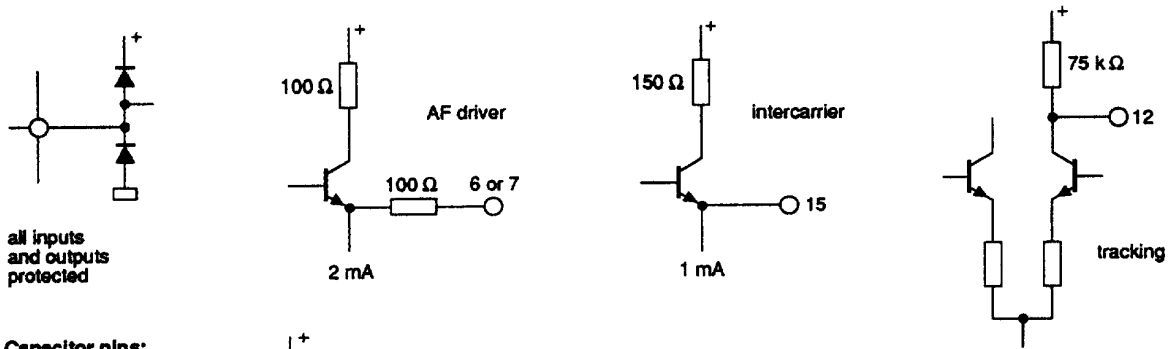 +
100 Ω
AF driver
100 Ω
6 or 7
2 mA
+
150 Ω
intercarrier
15
1 mA
+
75 k Ω
12
tracking
+
all inputs
and outputs
protected
Capacitor pins:
+